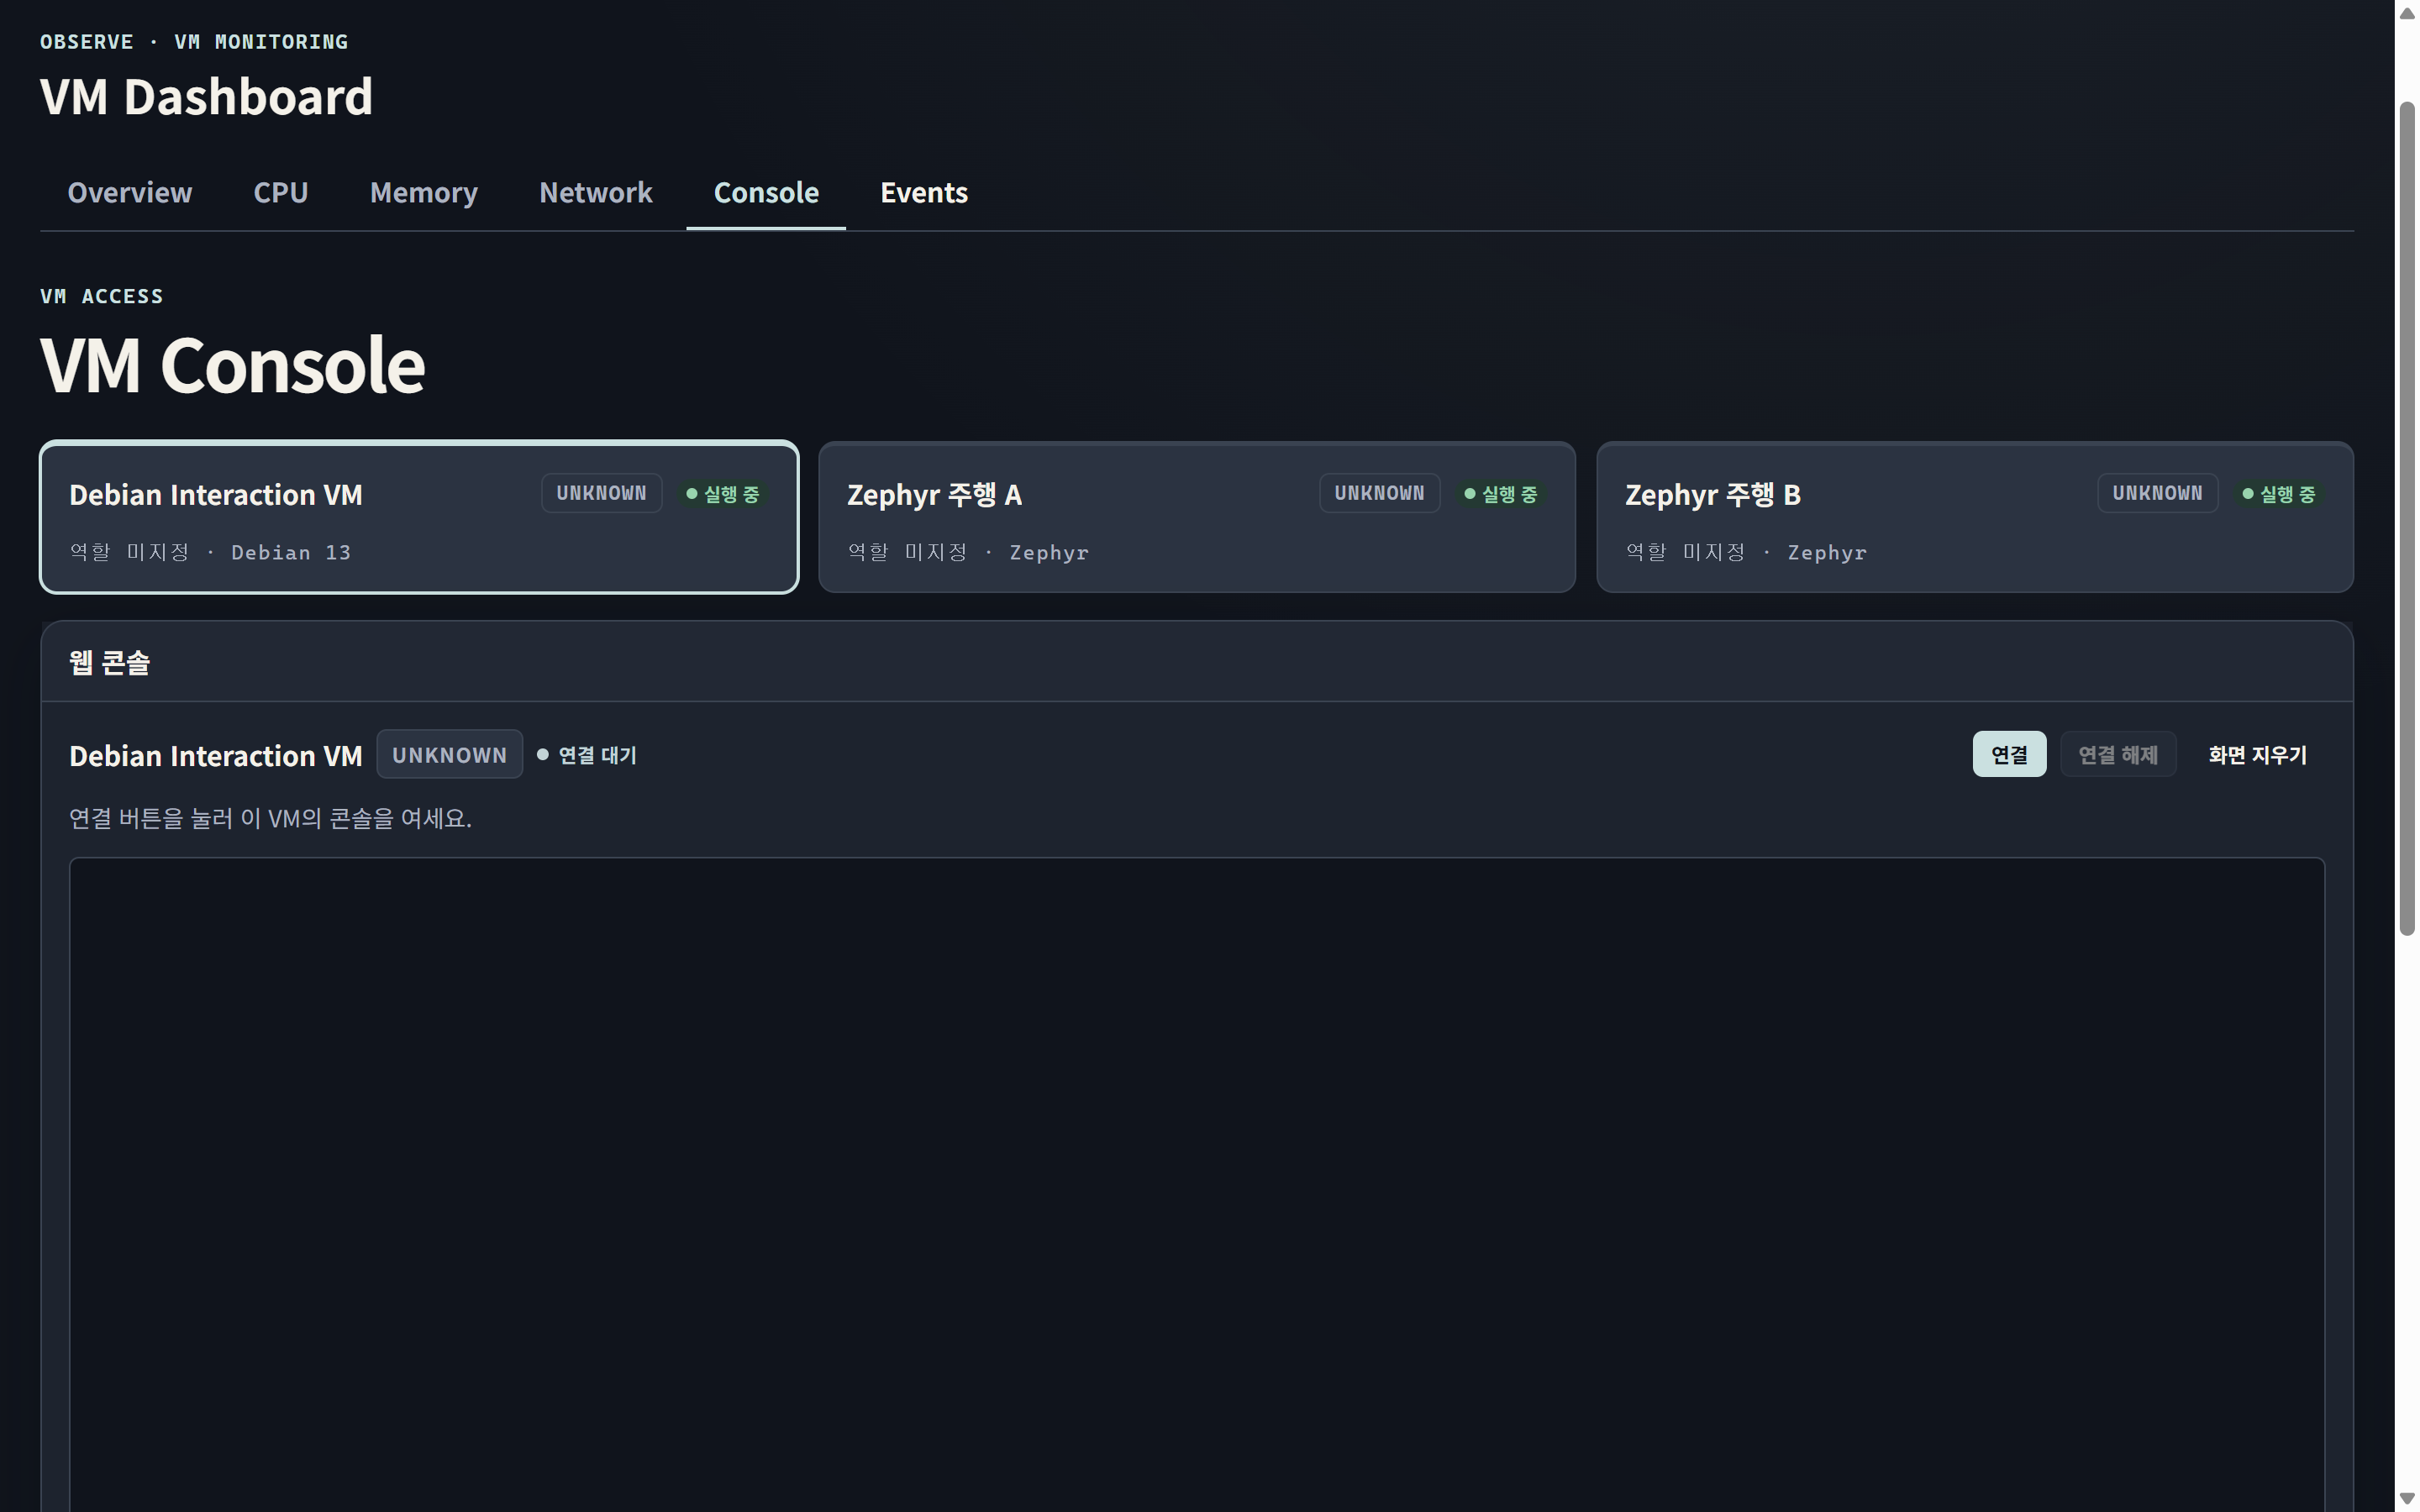 OBSERVE · VM MONITORING
VM Dashboard
Overview CPU Memory Network Console Events
VM ACCESS
VM Console
Debian Interaction VM UNKNOWN 실행 중
역할 미지정 · Debian 13
Zephyr 주행 A UNKNOWN 실행 중
역할 미지정 · Zephyr
Zephyr 주행 B UNKNOWN 실행 중
역할 미지정 · Zephyr
웹 콘솔
Debian Interaction VM UNKNOWN 연결 대기 연결 연결 해제 화면 지우기
연결 버튼을 눌러 이 VM의 콘솔을 여세요.